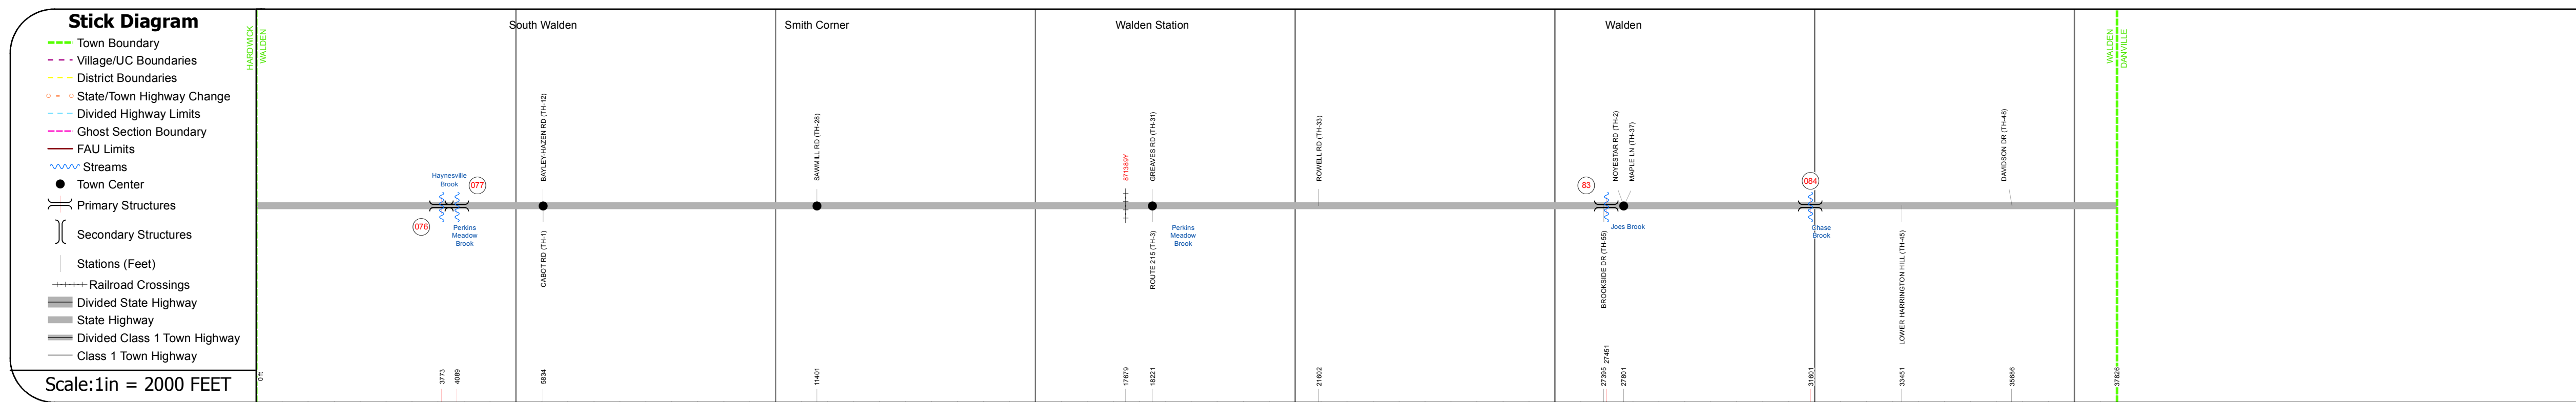 Stick Diagram
Town Boundary
Village/UC Boundaries
District Boundaries
State/Town Highway Change
Divided Highway Limits
Ghost Section Boundary
FAU Limits
Streams
Town Center
Primary Structures
Secondary Structures
Stations (Feet)
Railroad Crossings
Divided State Highway
State Highway
Divided Class 1 Town Highway
Class 1 Town Highway
Scale:1in = 2000 FEET
HARDWICK
WALDEN
South Walden
Smith Corner
Walden Station
Walden
WALDEN
DANVILLE
BAYLEY-HAZEN RD (TH-12)
SAWMILL RD (TH-28)
871389Y
GREAVES RD (TH-31)
ROWELL RD (TH-33)
NOYESTAR RD (TH-2)
MAPLE LN (TH-37)
DAVIDSON DR (TH-48)
Haynesville
Brook
077
83
084
076
Perkins
Meadow
Brook
CABOT RD (TH-1)
ROUTE 215 (TH-3)
Perkins
Meadow
Brook
BROOKSIDE DR (TH-55)
Joes Brook
Chase
Brook
LOWER HARRINGTON HILL (TH-45)
0 ft
3773
4089
5834
11401
17679
18221
21602
27395
27451
27801
31601
33451
35686
37826